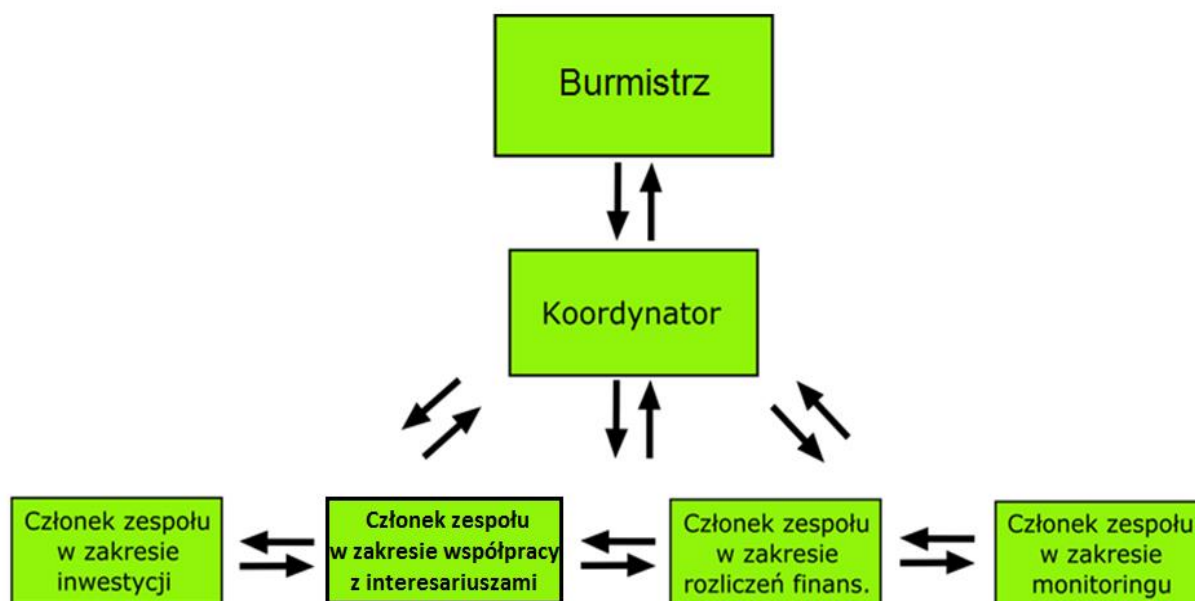 Burmistrz
Koordynator
Członek zespołu
w zakresie
inwestycji
Członek zespołu
w zakresie współpracy
z interesariuszami
Członek zespołu
w zakresie
rozliczeń finans.
Członek zespołu
w zakresie
monitoringu